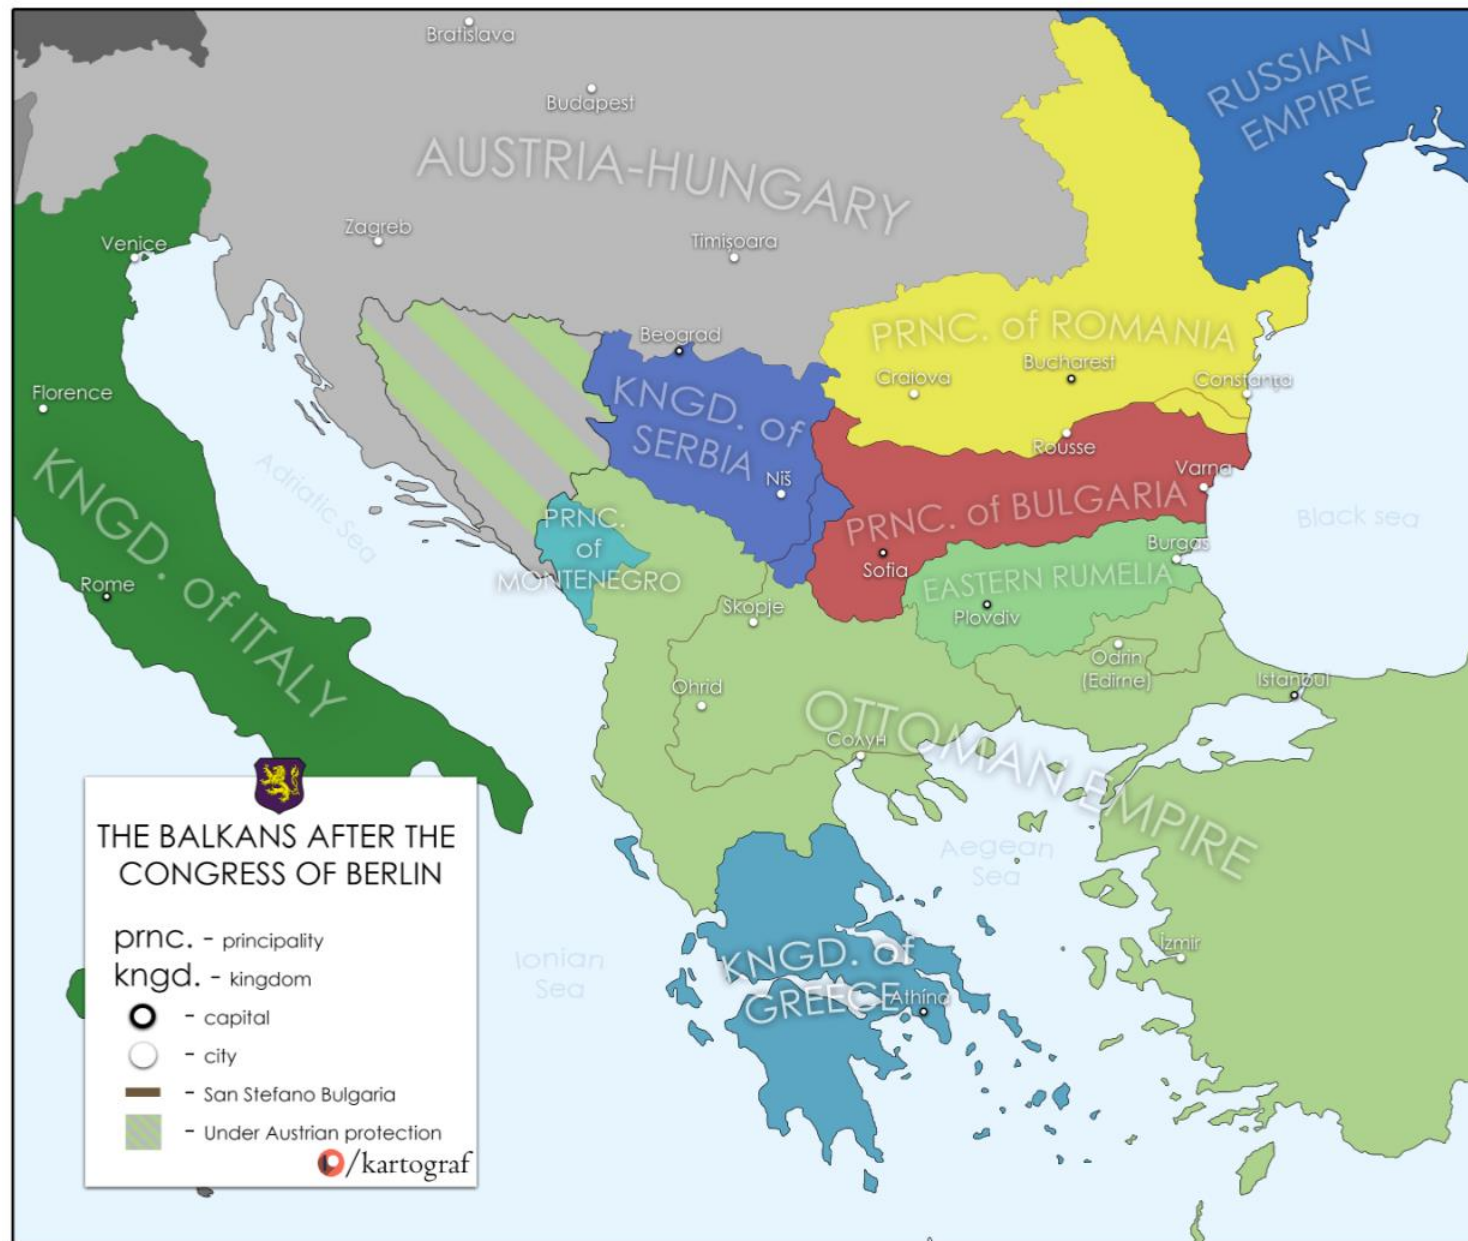 Bratislava
Budapest
RUSSIAN
EMPIRE
AUSTRIA-HUNGARY
Zagreb
Timișoara
Venice
Beograd
PRNC. of ROMANIA
Bucharest
Craiova
Constanța
Florence
KNGD. of
SERBIA
Rousse
Varna
Niš
Adriatic Sea
KNGD. of ITALY
PRNC. of BULGARIA
Black sea
PRNC.
of
MONTENEGRO
Burgas
Sofia
EASTERN RUMELIA
Rome
Skopje
Plovdiv
Odrin
(Edirne)
Istanbul
Ohrid
OTTOMAN EMPIRE
Солун
Aegean
Sea
THE BALKANS AFTER THE
CONGRESS OF BERLIN
prnc. - principality
kngd. - kingdom
- capital
- city
- San Stefano Bulgaria
- Under Austrian protection
/kartograf
Ionian
Sea
KNGD. of
GREECE
Athína
İzmir